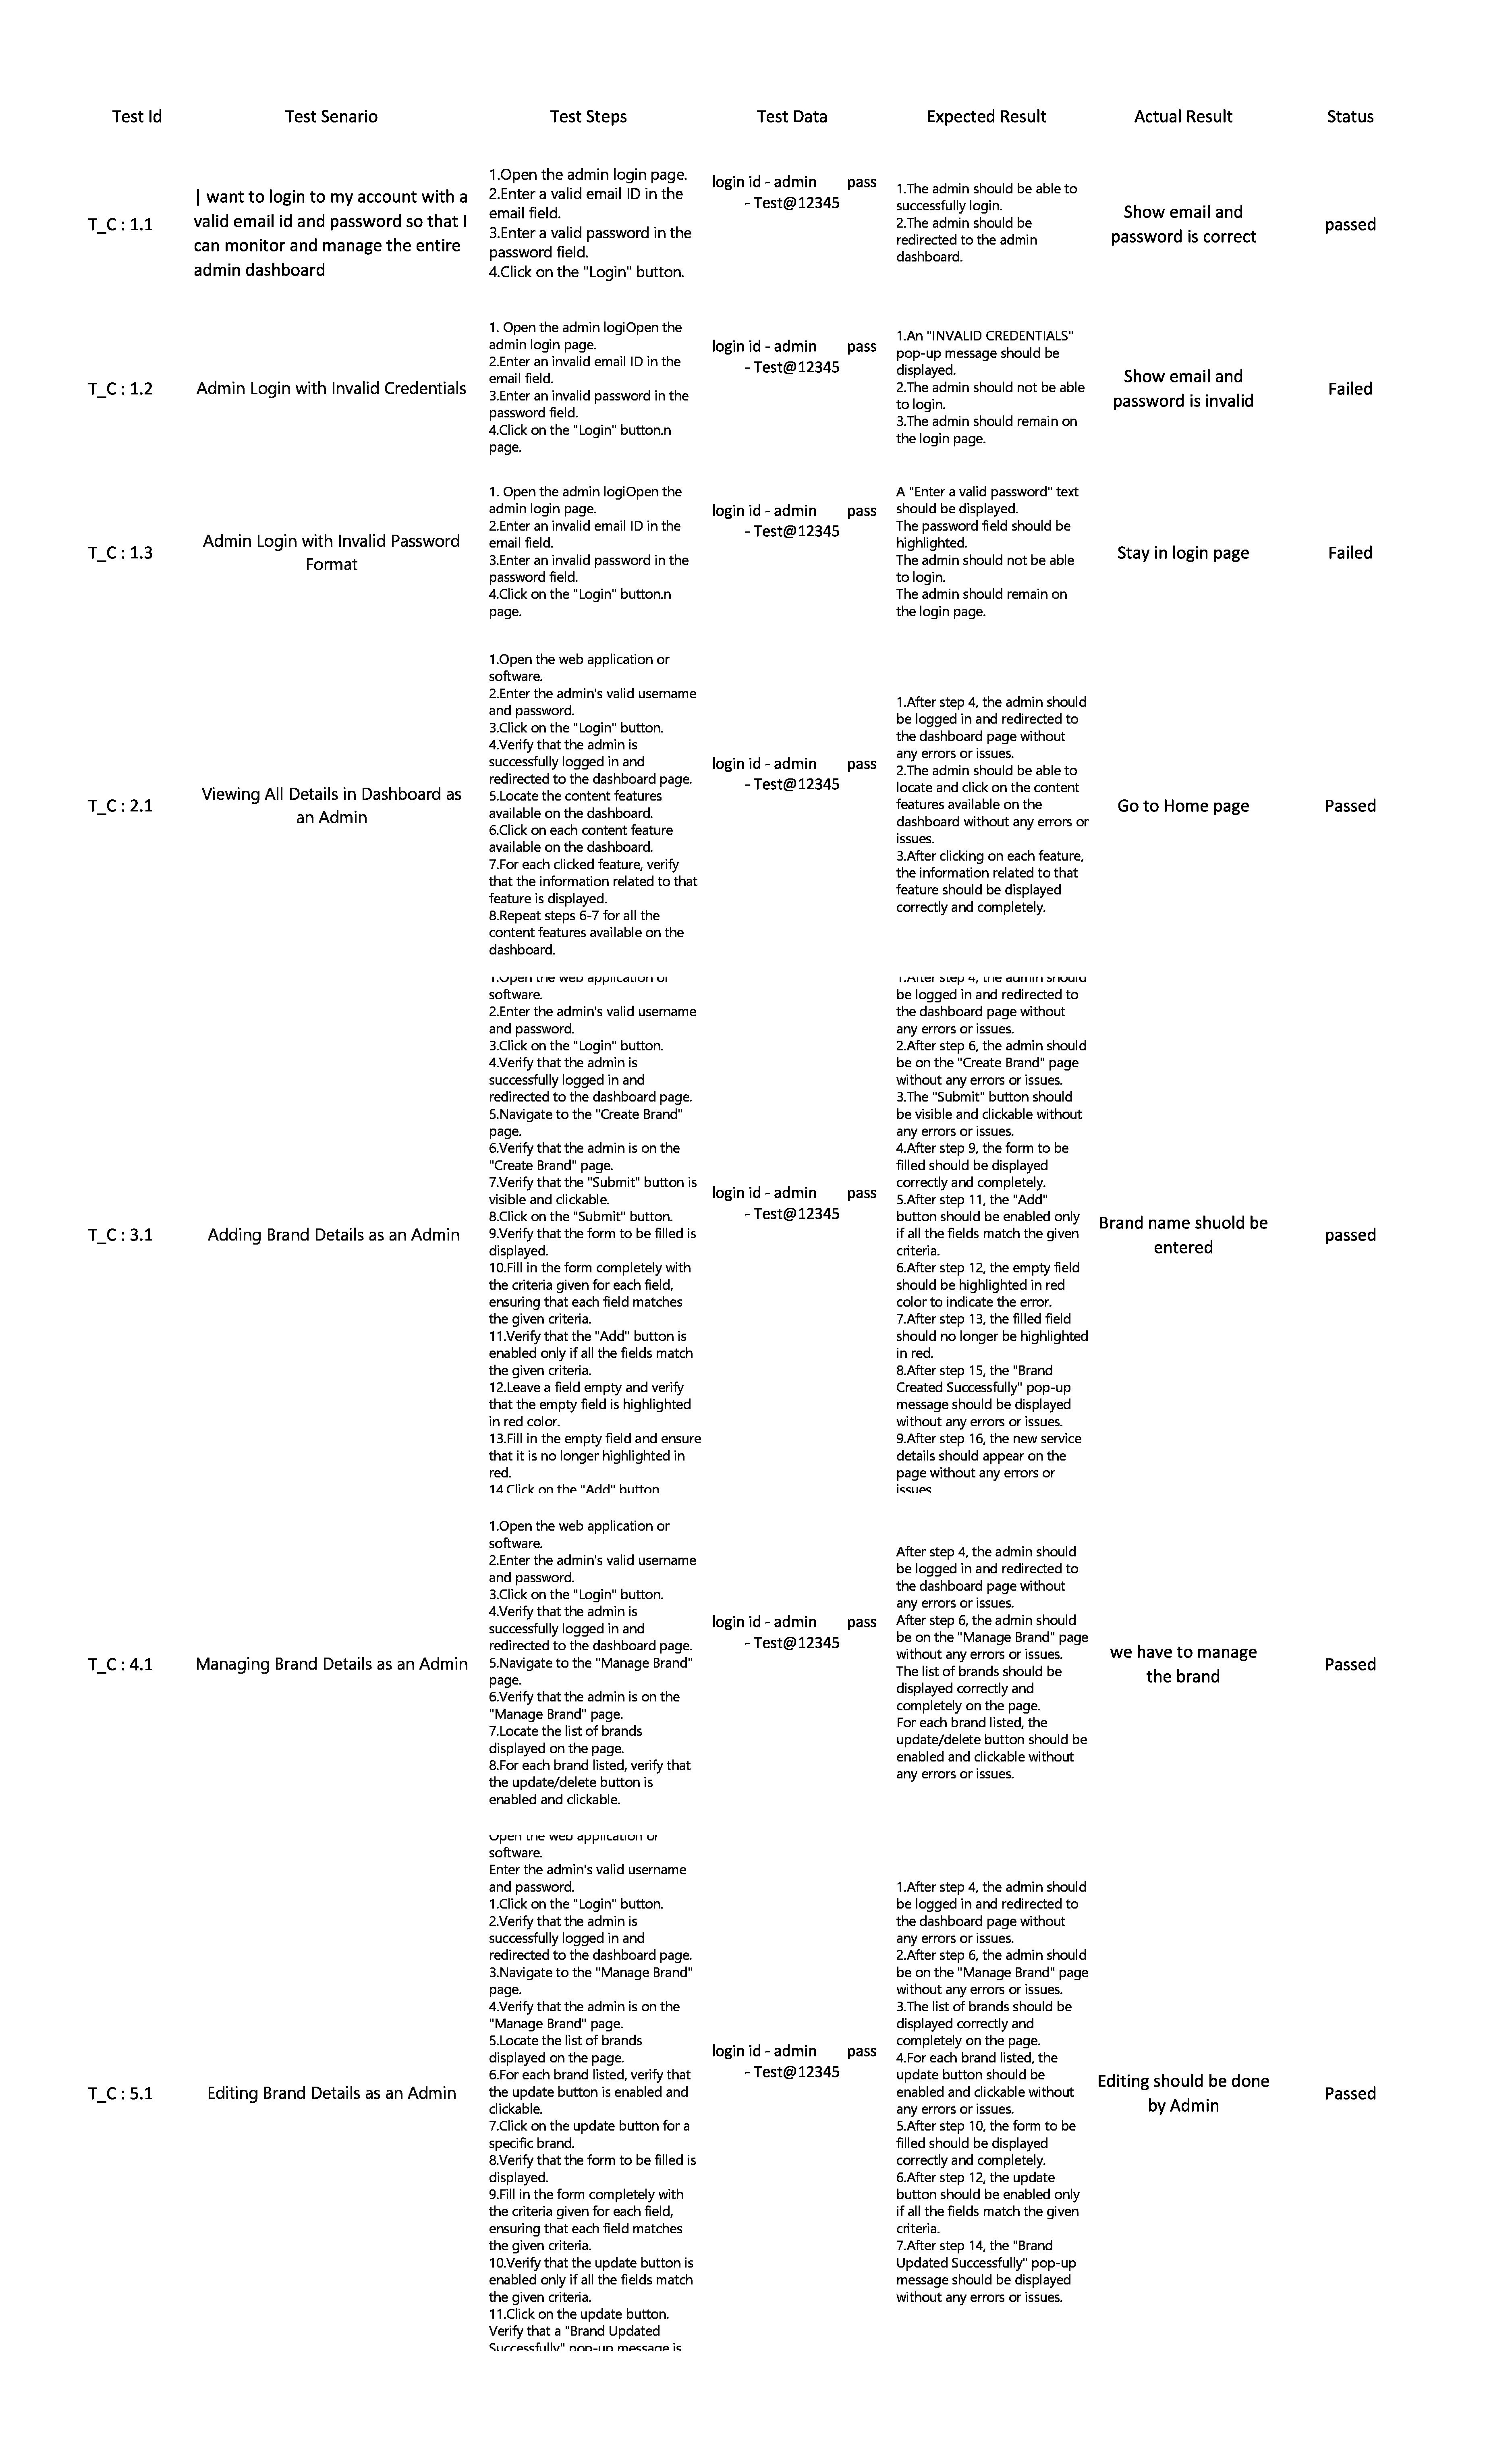 Test Id Test Senario Test Steps Test Data Expected Result Actual Result Status
T_C : 1.1
| want to login to my account with a
valid email id and password so that I
can monitor and manage the entire
admin dashboard
1.Open the admin login page.
2.Enter a valid email ID in the
email field.
3.Enter a valid password in the
password field.
4.Click on the "Login" button.
login id - admin pass
- Test@12345
1.The admin should be able to
successfully login.
2.The admin should be
redirected to the admin
dashboard.
Show email and
password is correct
passed
T_C : 1.2
Admin Login with Invalid Credentials
1. Open the admin logiOpen the
admin login page.
2.Enter an invalid email ID in the
email field.
3.Enter an invalid password in the
password field.
4.Click on the "Login" button.n
page.
login id - admin pass
- Test@12345
1.An "INVALID CREDENTIALS"
pop-up message should be
displayed.
2.The admin should not be able
to login.
3.The admin should remain on
the login page.
Show email and
password is invalid
Failed
T_C : 1.3
Admin Login with Invalid Password
Format
1. Open the admin logiOpen the
admin login page.
2.Enter an invalid email ID in the
email field.
3.Enter an invalid password in the
password field.
4.Click on the "Login" button.n
page.
login id - admin pass
- Test@12345
A "Enter a valid password" text
should be displayed.
The password field should be
highlighted.
The admin should not be able
to login.
The admin should remain on
the login page.
Stay in login page
Failed
T_C : 2.1
Viewing All Details in Dashboard as
an Admin
1.Open the web application or
software.
2.Enter the admin's valid username
and password.
3.Click on the "Login" button.
4.Verify that the admin is
successfully logged in and
redirected to the dashboard page.
5.Locate the content features
available on the dashboard.
6.Click on each content feature
available on the dashboard.
7.For each clicked feature, verify
that the information related to that
feature is displayed.
8.Repeat steps 6-7 for all the
content features available on the
dashboard.
login id - admin pass
- Test@12345
1.After step 4, the admin should
be logged in and redirected to
the dashboard page without
any errors or issues.
2.The admin should be able to
locate and click on the content
features available on the
dashboard without any errors or
issues.
3.After clicking on each feature,
the information related to that
feature should be displayed
correctly and completely.
Go to Home page
Passed
T_C : 3.1
Adding Brand Details as an Admin
1.Open the web application or
software.
2.Enter the admin's valid username
and password.
3.Click on the "Login" button.
4.Verify that the admin is
successfully logged in and
redirected to the dashboard page.
5.Navigate to the "Create Brand"
page.
6.Verify that the admin is on the
"Create Brand" page.
7.Verify that the "Submit" button is
visible and clickable.
8.Click on the "Submit" button.
9.Verify that the form to be filled is
displayed.
10.Fill in the form completely with
the criteria given for each field,
ensuring that each field matches
the given criteria.
11.Verify that the "Add" button is
enabled only if all the fields match
the given criteria.
12.Leave a field empty and verify
that the empty field is highlighted
in red color.
13.Fill in the empty field and ensure
that it is no longer highlighted in
red.
14.Click on the "Add" button
login id - admin pass
- Test@12345
1.After step 4, the admin should
be logged in and redirected to
the dashboard page without
any errors or issues.
2.After step 6, the admin should
be on the "Create Brand" page
without any errors or issues.
3.The "Submit" button should
be visible and clickable without
any errors or issues.
4.After step 9, the form to be
filled should be displayed
correctly and completely.
5.After step 11, the "Add"
button should be enabled only
if all the fields match the given
criteria.
6.After step 12, the empty field
should be highlighted in red
color to indicate the error.
7.After step 13, the filled field
should no longer be highlighted
in red.
8.After step 15, the "Brand
Created Successfully" pop-up
message should be displayed
without any errors or issues.
9.After step 16, the new service
details should appear on the
page without any errors or
issues
Brand name shuold be
entered
passed
T_C : 4.1
Managing Brand Details as an Admin
1.Open the web application or
software.
2.Enter the admin's valid username
and password.
3.Click on the "Login" button.
4.Verify that the admin is
successfully logged in and
redirected to the dashboard page.
5.Navigate to the "Manage Brand"
page.
6.Verify that the admin is on the
"Manage Brand" page.
7.Locate the list of brands
displayed on the page.
8.For each brand listed, verify that
the update/delete button is
enabled and clickable.
login id - admin pass
- Test@12345
After step 4, the admin should
be logged in and redirected to
the dashboard page without
any errors or issues.
After step 6, the admin should
be on the "Manage Brand" page
without any errors or issues.
The list of brands should be
displayed correctly and
completely on the page.
For each brand listed, the
update/delete button should be
enabled and clickable without
any errors or issues.
we have to manage
the brand
Passed
T_C : 5.1
Editing Brand Details as an Admin
Open the web application or
software.
Enter the admin's valid username
and password.
1.Click on the "Login" button.
2.Verify that the admin is
successfully logged in and
redirected to the dashboard page.
3.Navigate to the "Manage Brand"
page.
4.Verify that the admin is on the
"Manage Brand" page.
5.Locate the list of brands
displayed on the page.
6.For each brand listed, verify that
the update button is enabled and
clickable.
7.Click on the update button for a
specific brand.
8.Verify that the form to be filled is
displayed.
9.Fill in the form completely with
the criteria given for each field,
ensuring that each field matches
the given criteria.
10.Verify that the update button is
enabled only if all the fields match
the given criteria.
11.Click on the update button.
Verify that a "Brand Updated
Successfully" pop-up message is
login id - admin pass
- Test@12345
1.After step 4, the admin should
be logged in and redirected to
the dashboard page without
any errors or issues.
2.After step 6, the admin should
be on the "Manage Brand" page
without any errors or issues.
3.The list of brands should be
displayed correctly and
completely on the page.
4.For each brand listed, the
update button should be
enabled and clickable without
any errors or issues.
5.After step 10, the form to be
filled should be displayed
correctly and completely.
6.After step 12, the update
button should be enabled only
if all the fields match the given
criteria.
7.After step 14, the "Brand
Updated Successfully" pop-up
message should be displayed
without any errors or issues.
Editing should be done
by Admin
Passed